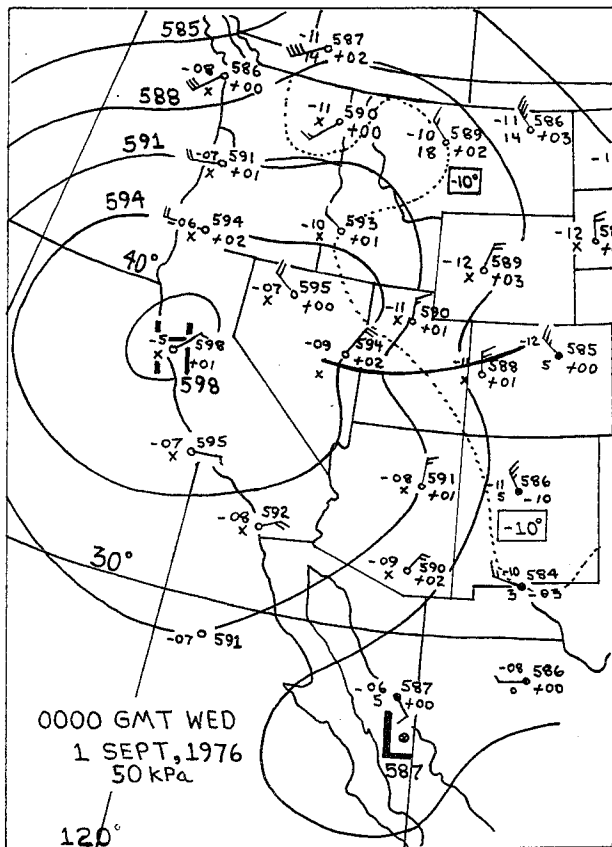 585
-11 587
14 +02
-08 586
X +00
588
-11 590
X +00
-10 589
18 +02
-11 586
14 +03
591
-07 591
X +01
-10°
594
-06 594
X +02
-10 593
X +01
-12
X
40°
-12 589
X +03
-07 595
X +00
-11 590
X +01
-5 598
X +01
598
-09 594
X +02
-12 585
5 +00
-11 588
X +01
-07 595
X
-08 591
X +01
-11 586
5 -10
-08 592
X
-10°
30°
-09 590
X +02
-10 584
3 -83
-07 591
-08 586
0 +00
-06 587
5 +00
587
0000 GMT WED
1 SEPT, 1976
50 kPa
120°